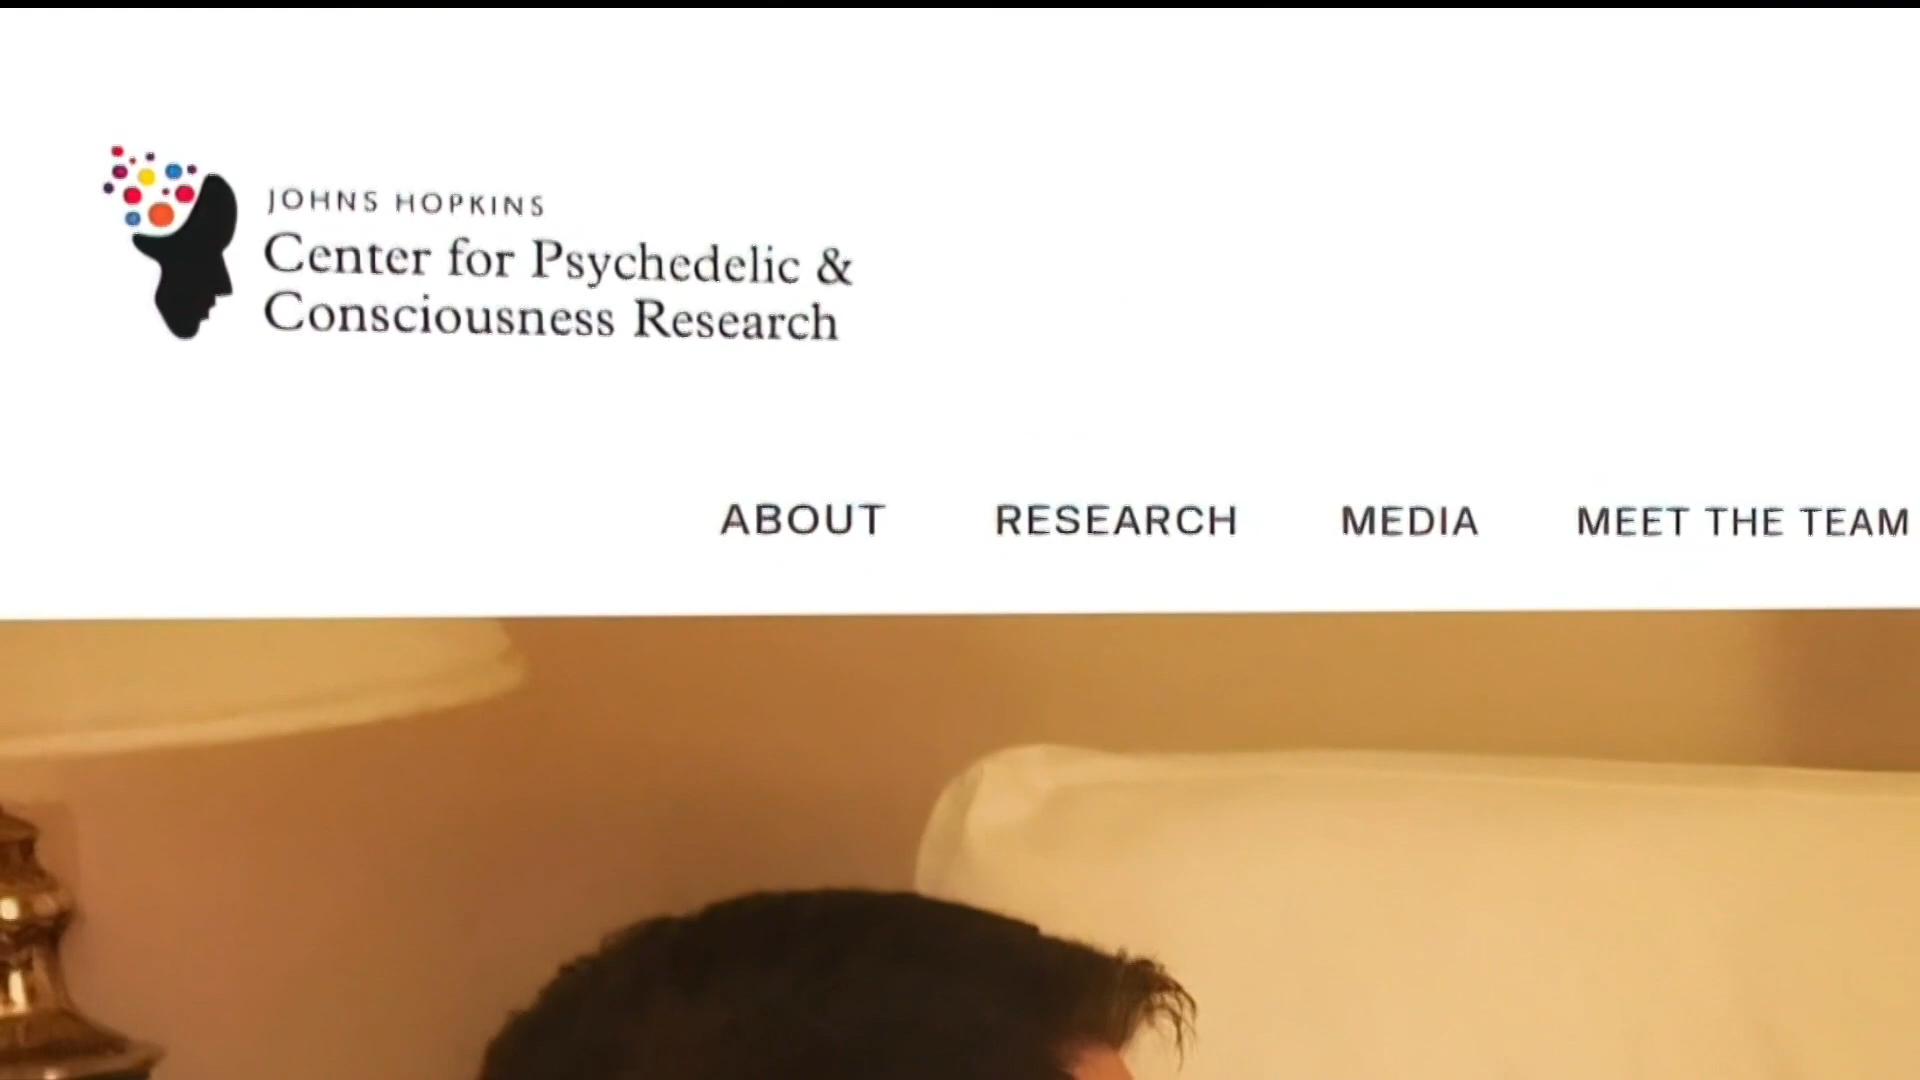 JOHNS HOPKINS
Center for Psychedelic &
Consciousness Research
ABOUT
RESEARCH
MEDIA
MEET THE TEAM